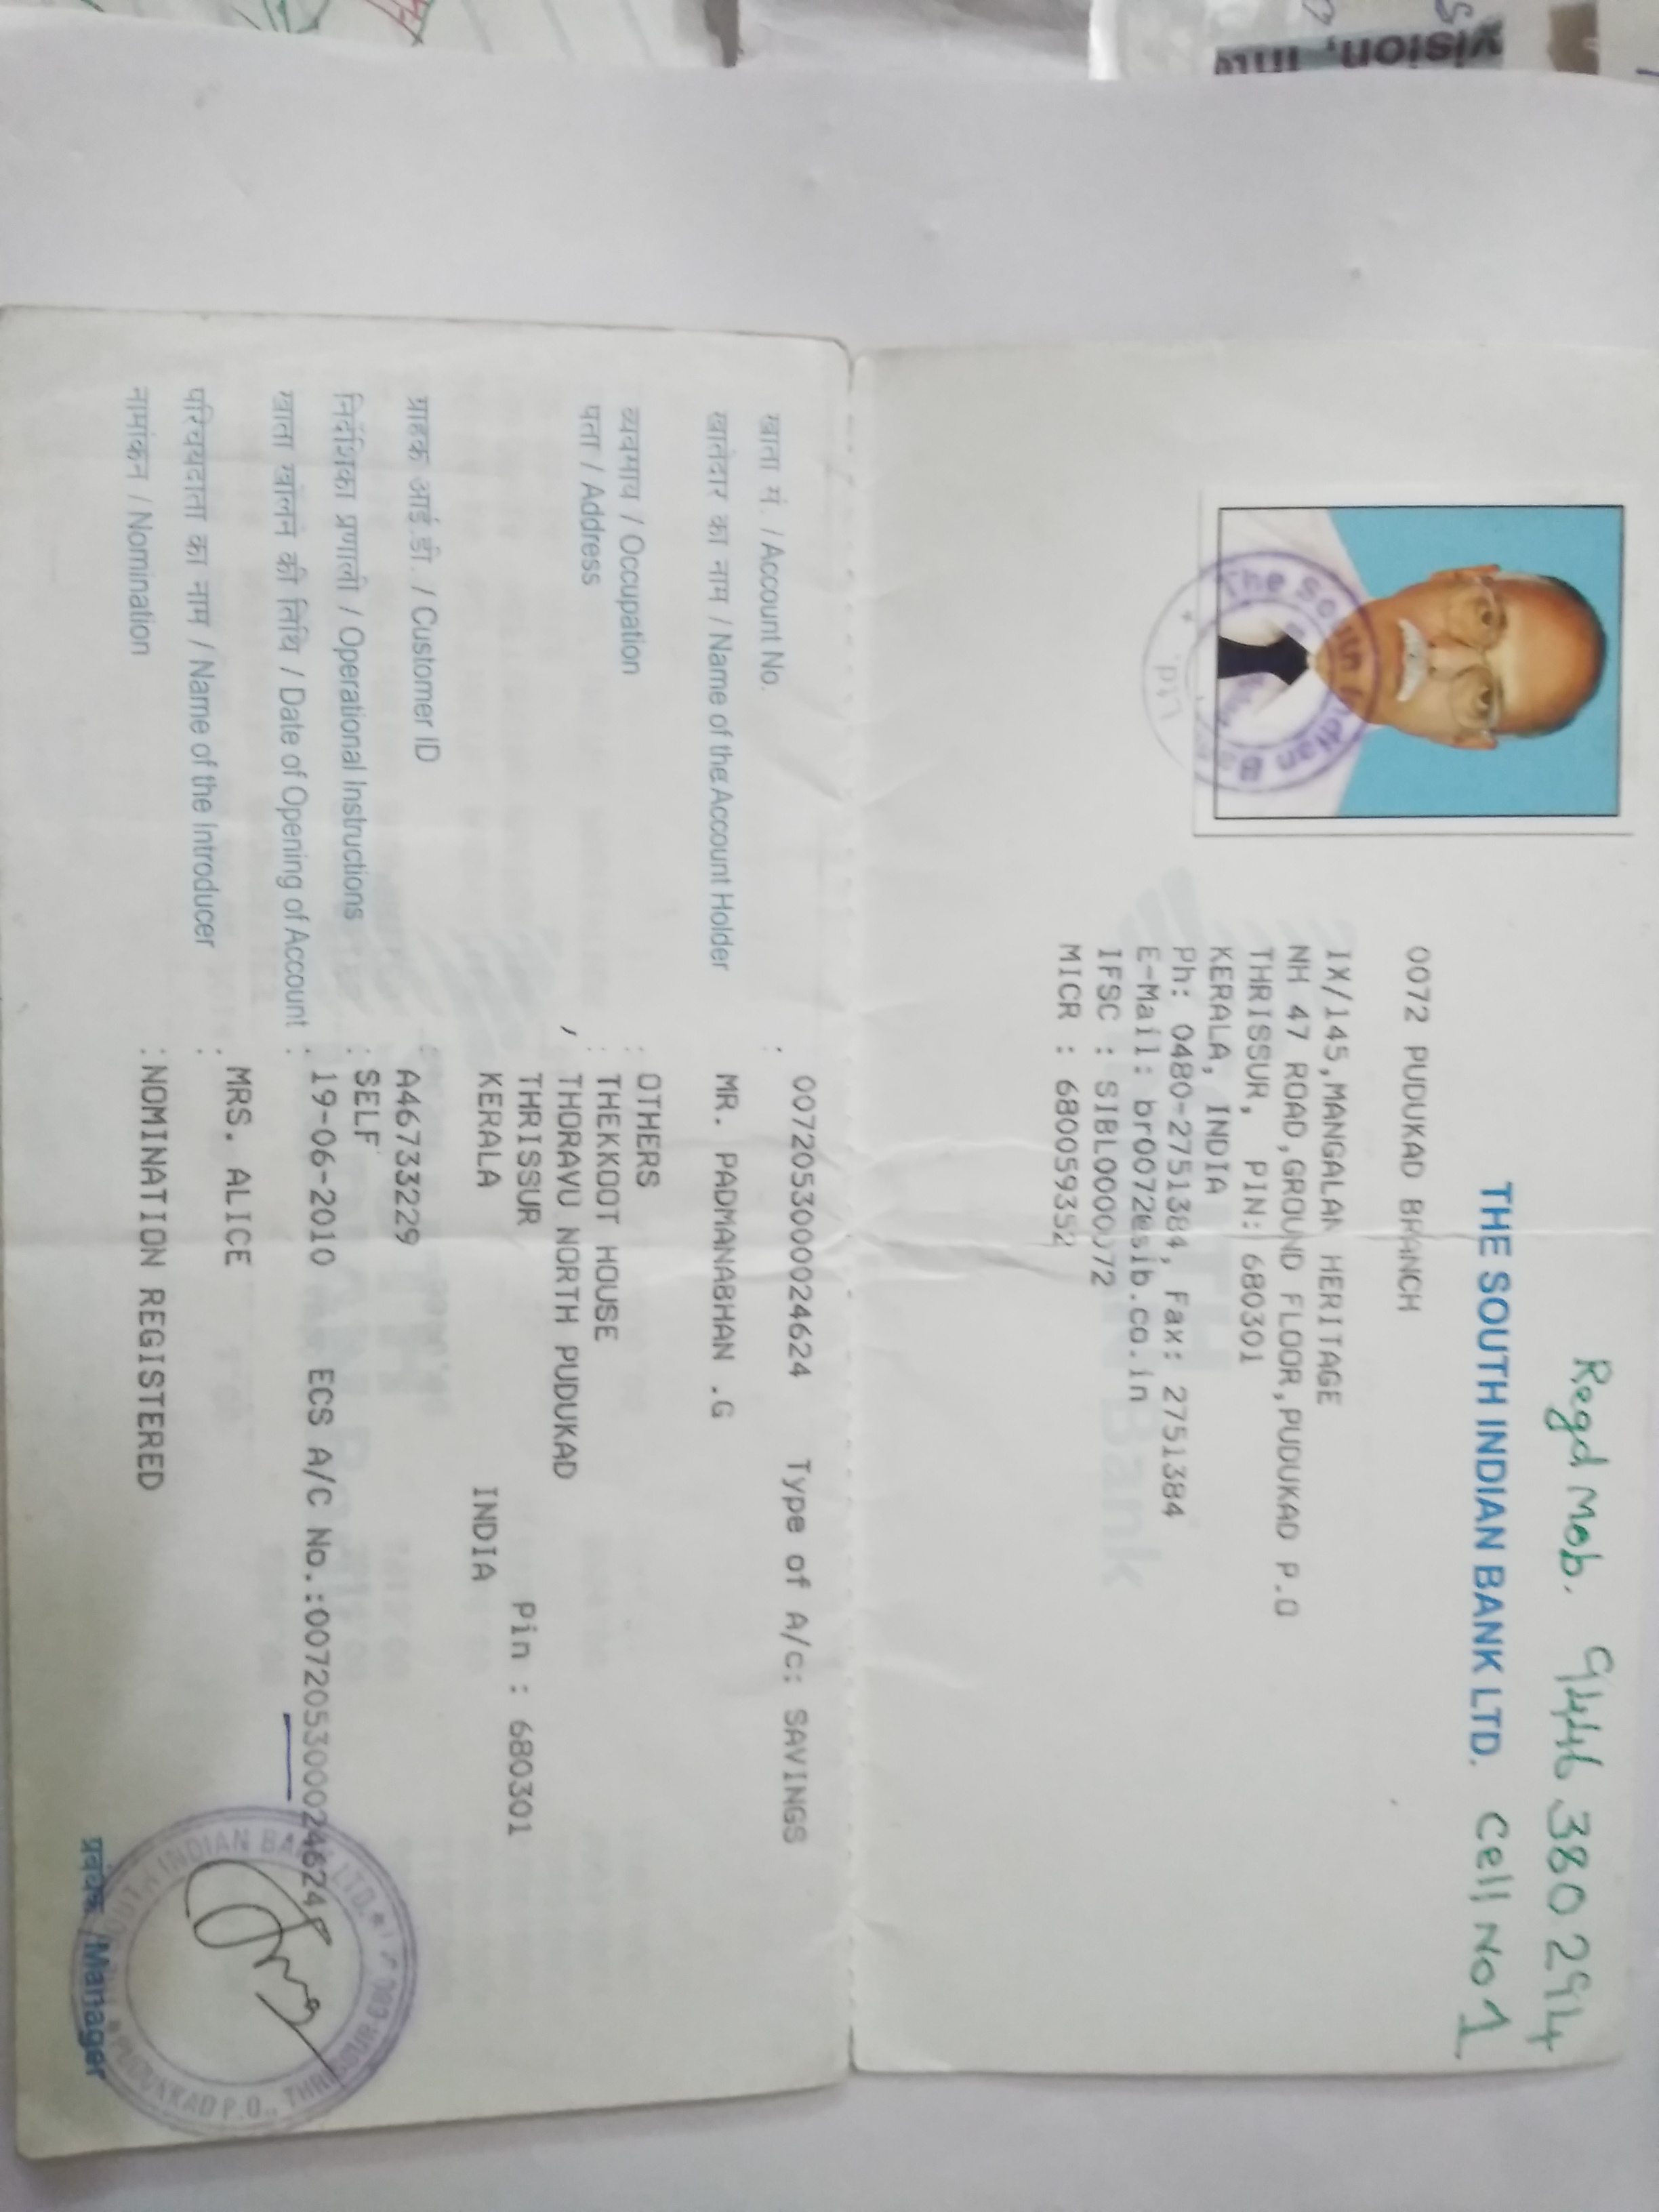 Regd Mob. 9446 380 294
THE SOUTH INDIAN BANK LTD. Cell No 1
0072 PUDUKAD BRANCH
IX/145,MANGALAM HERITAGE
NH 47 ROAD,GROUND FLOOR,PUDUKAD P.O
THRISSUR, PIN: 680301
KERALA, INDIA
Ph: 0480-2751384, Fax: 2751384
E-Mail: br0072@sib.co.in
IFSC : SIBL0000072
MICR : 680059352
The South Indian Bank Ltd.
खाता सं. / Account No. : 0072053000024624 Type of A/c: SAVINGS
खातेदार का नाम / Name of the Account Holder MR. PADMANABHAN .G
व्यवसाय / Occupation : OTHERS
पता / Address : THEKKOOT HOUSE
, THORAVU NORTH PUDUKAD
THRISSUR Pin : 680301
KERALA INDIA
ग्राहक आई.डी. / Customer ID : A46733229
निर्देशिका प्रणाली / Operational Instructions : SELF
खाता खोलने की तिथि / Date of Opening of Account : 19-06-2010 ECS A/C No.:0072053000024624
परिचयदाता का नाम / Name of the Introducer : MRS. ALICE
नामांकन / Nomination : NOMINATION REGISTERED
SOUTH INDIAN BANK LTD. PUDUKKAD P.O., THRISSUR
प्रबंधक /Manager